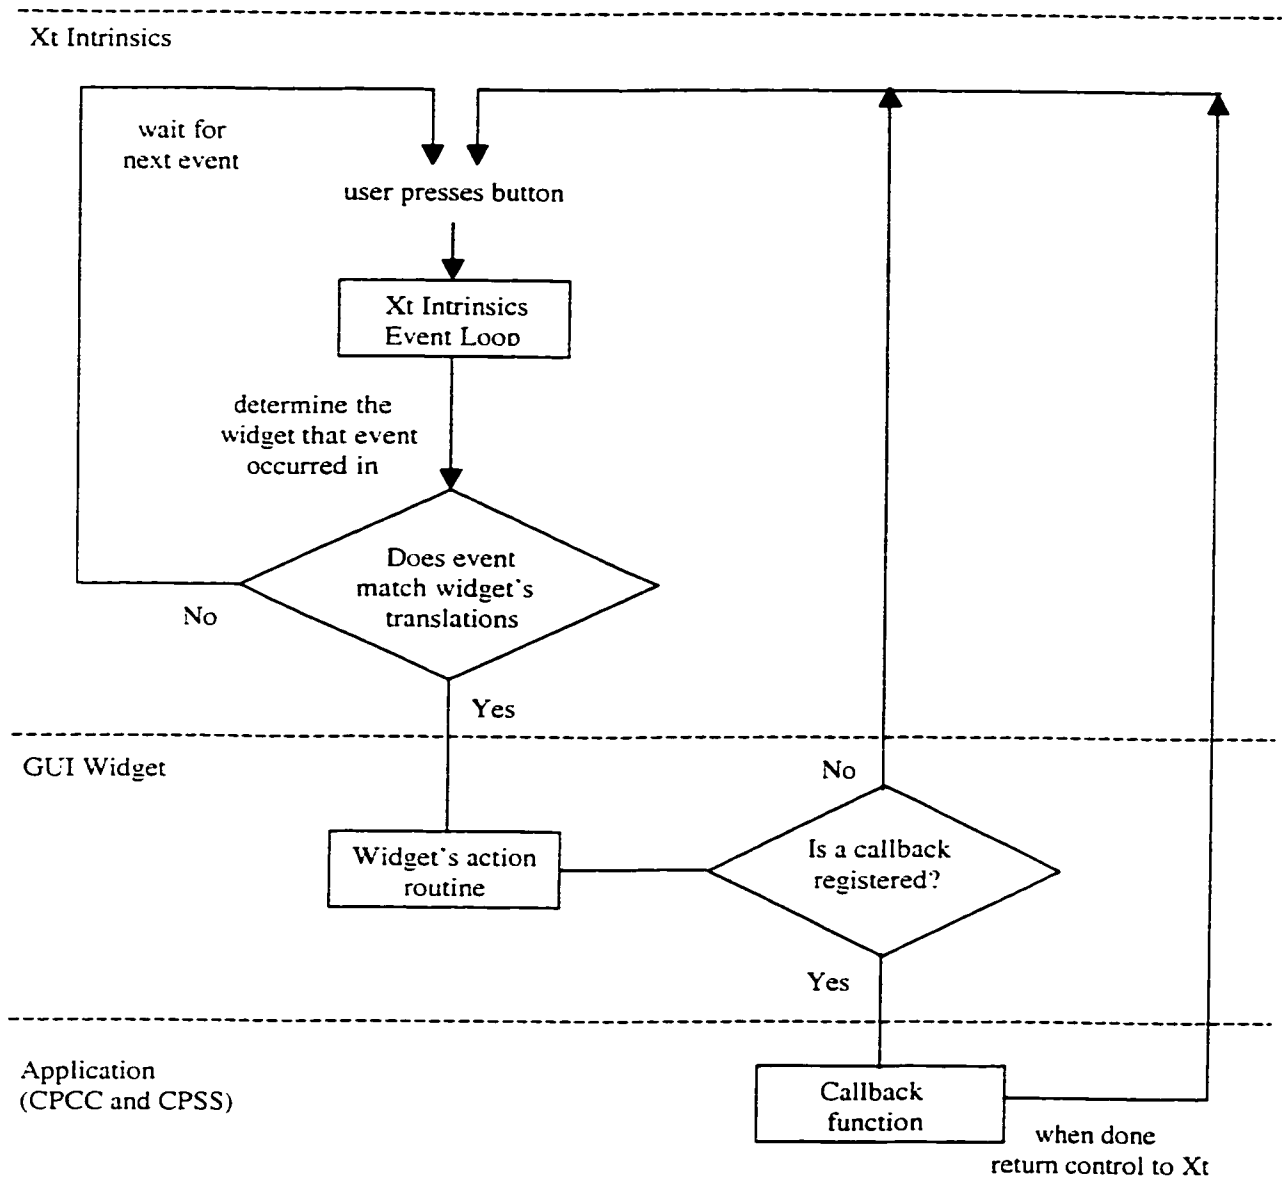 Xt Intrinsics
wait for
next event
user presses button
Xt Intrinsics
Event Loop
determine the
widget that event
occurred in
Does event
match widget's
translations
No
Yes
GUI Widget
No
Widget's action
routine
Is a callback
registered?
Yes
Application
(CPCC and CPSS)
Callback
function
when done
return control to Xt